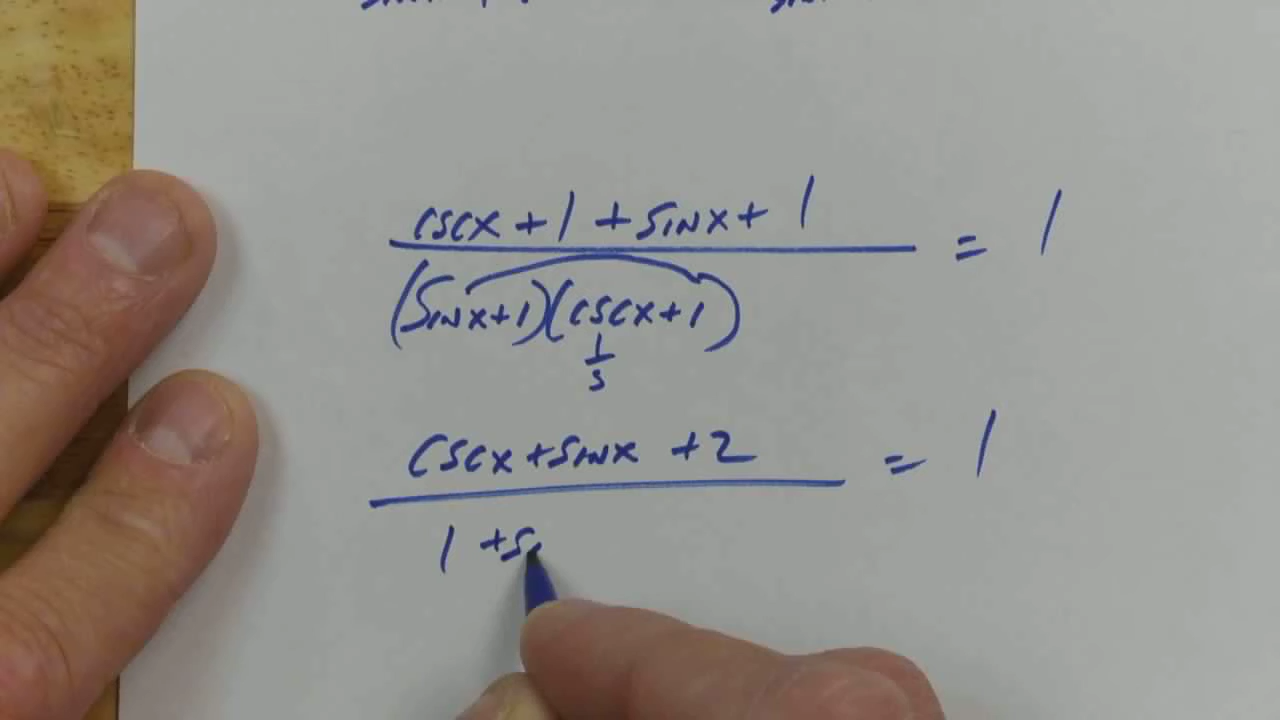 cscx + 1 + sinx + 1 = 1
(sinx+1)(cscx+1)
1
s
cscx + sinx + 2 = 1
1 + s